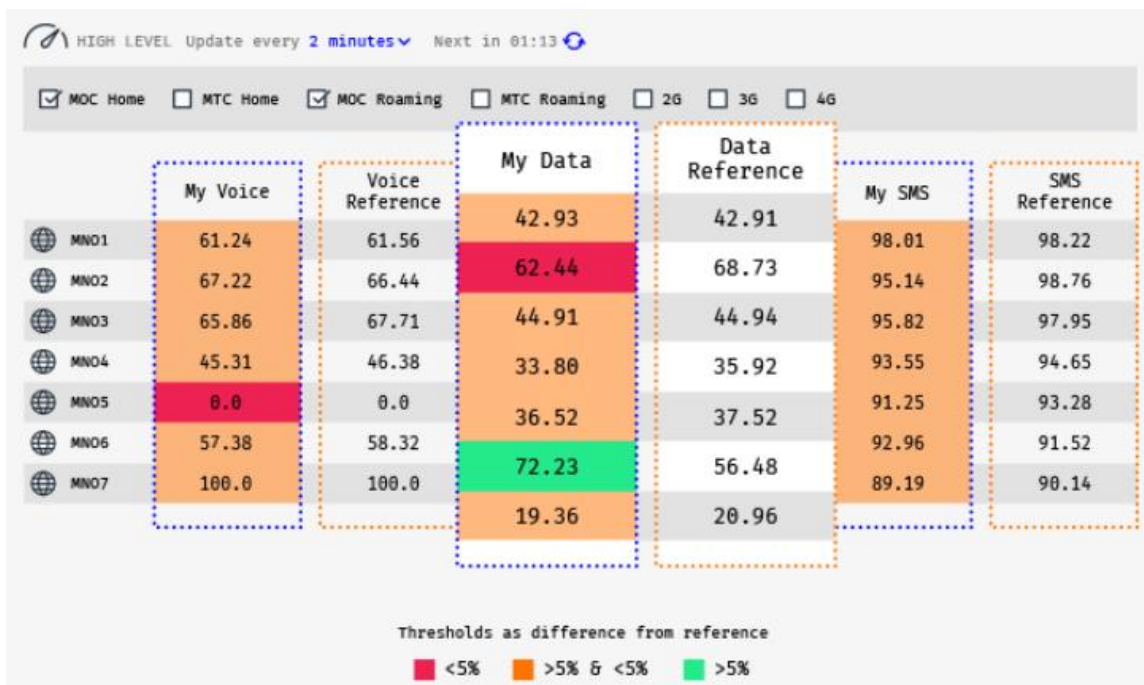 HIGH LEVEL Update every 2 minutes Next in 01:13
MOC Home MTC Home MOC Roaming MTC Roaming 2G 3G 4G
My Voice Voice Reference My Data Data Reference My SMS SMS Reference
MNO1 61.24 61.56 42.93 42.91 98.01 98.22
MNO2 67.22 66.44 62.44 68.73 95.14 98.76
MNO3 65.86 67.71 44.91 44.94 95.82 97.95
MNO4 45.31 46.38 33.80 35.92 93.55 94.65
MNO5 0.0 0.0 36.52 37.52 91.25 93.28
MNO6 57.38 58.32 72.23 56.48 92.96 91.52
MNO7 100.0 100.0 19.36 20.96 89.19 90.14
Thresholds as difference from reference
<5% >5% & <5% >5%